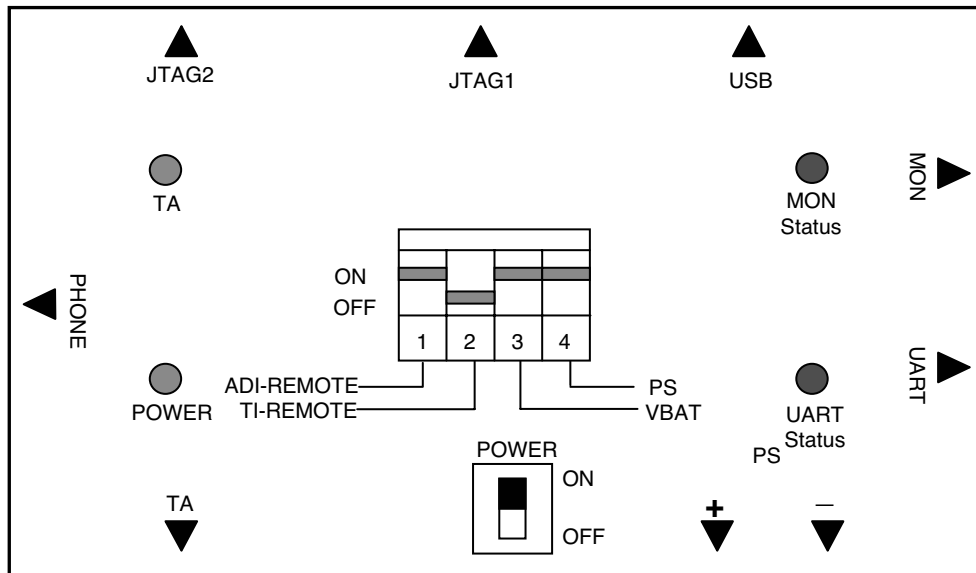 JTAG2
JTAG1
USB
TA
MON
Status
MON
ON
OFF
PHONE
1 2 3 4
ADI-REMOTE
TI-REMOTE
PS
VBAT
POWER
UART
Status
UART
PS
POWER
ON
OFF
TA
+
–